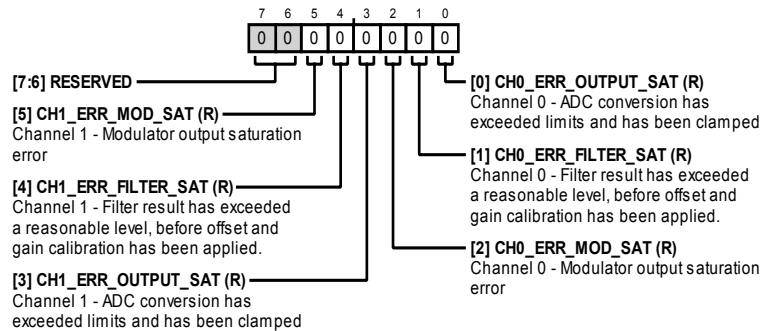 7 6 5 4 3 2 1 0
0 0 0 0 0 0 0 0
[7:6] RESERVED
[5] CH1_ERR_MOD_SAT (R)
Channel 1 - Modulator output saturation
error
[4] CH1_ERR_FILTER_SAT (R)
Channel 1 - Filter result has exceeded
a reasonable level, before offset and
gain calibration has been applied.
[3] CH1_ERR_OUTPUT_SAT (R)
Channel 1 - ADC conversion has
exceeded limits and has been clamped
[0] CH0_ERR_OUTPUT_SAT (R)
Channel 0 - ADC conversion has
exceeded limits and has been clamped
[1] CH0_ERR_FILTER_SAT (R)
Channel 0 - Filter result has exceeded
a reasonable level, before offset and
gain calibration has been applied.
[2] CH0_ERR_MOD_SAT (R)
Channel 0 - Modulator output saturation
error